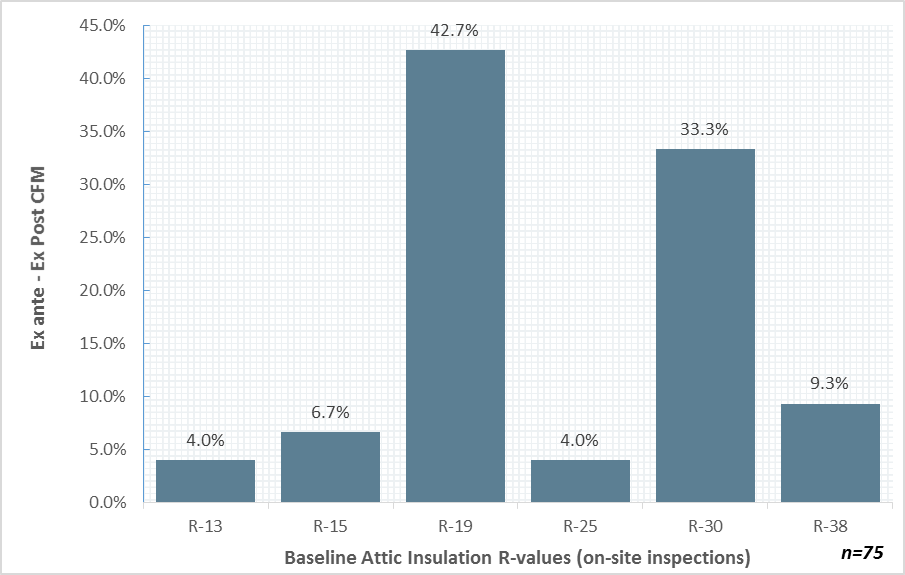 45.0%
40.0%
35.0%
30.0%
25.0%
20.0%
15.0%
10.0%
5.0%
0.0%
Ex ante - Ex Post CFM
4.0%
6.7%
42.7%
4.0%
33.3%
9.3%
R-13
R-15
R-19
R-25
R-30
R-38
Baseline Attic Insulation R-values (on-site inspections)
n=75